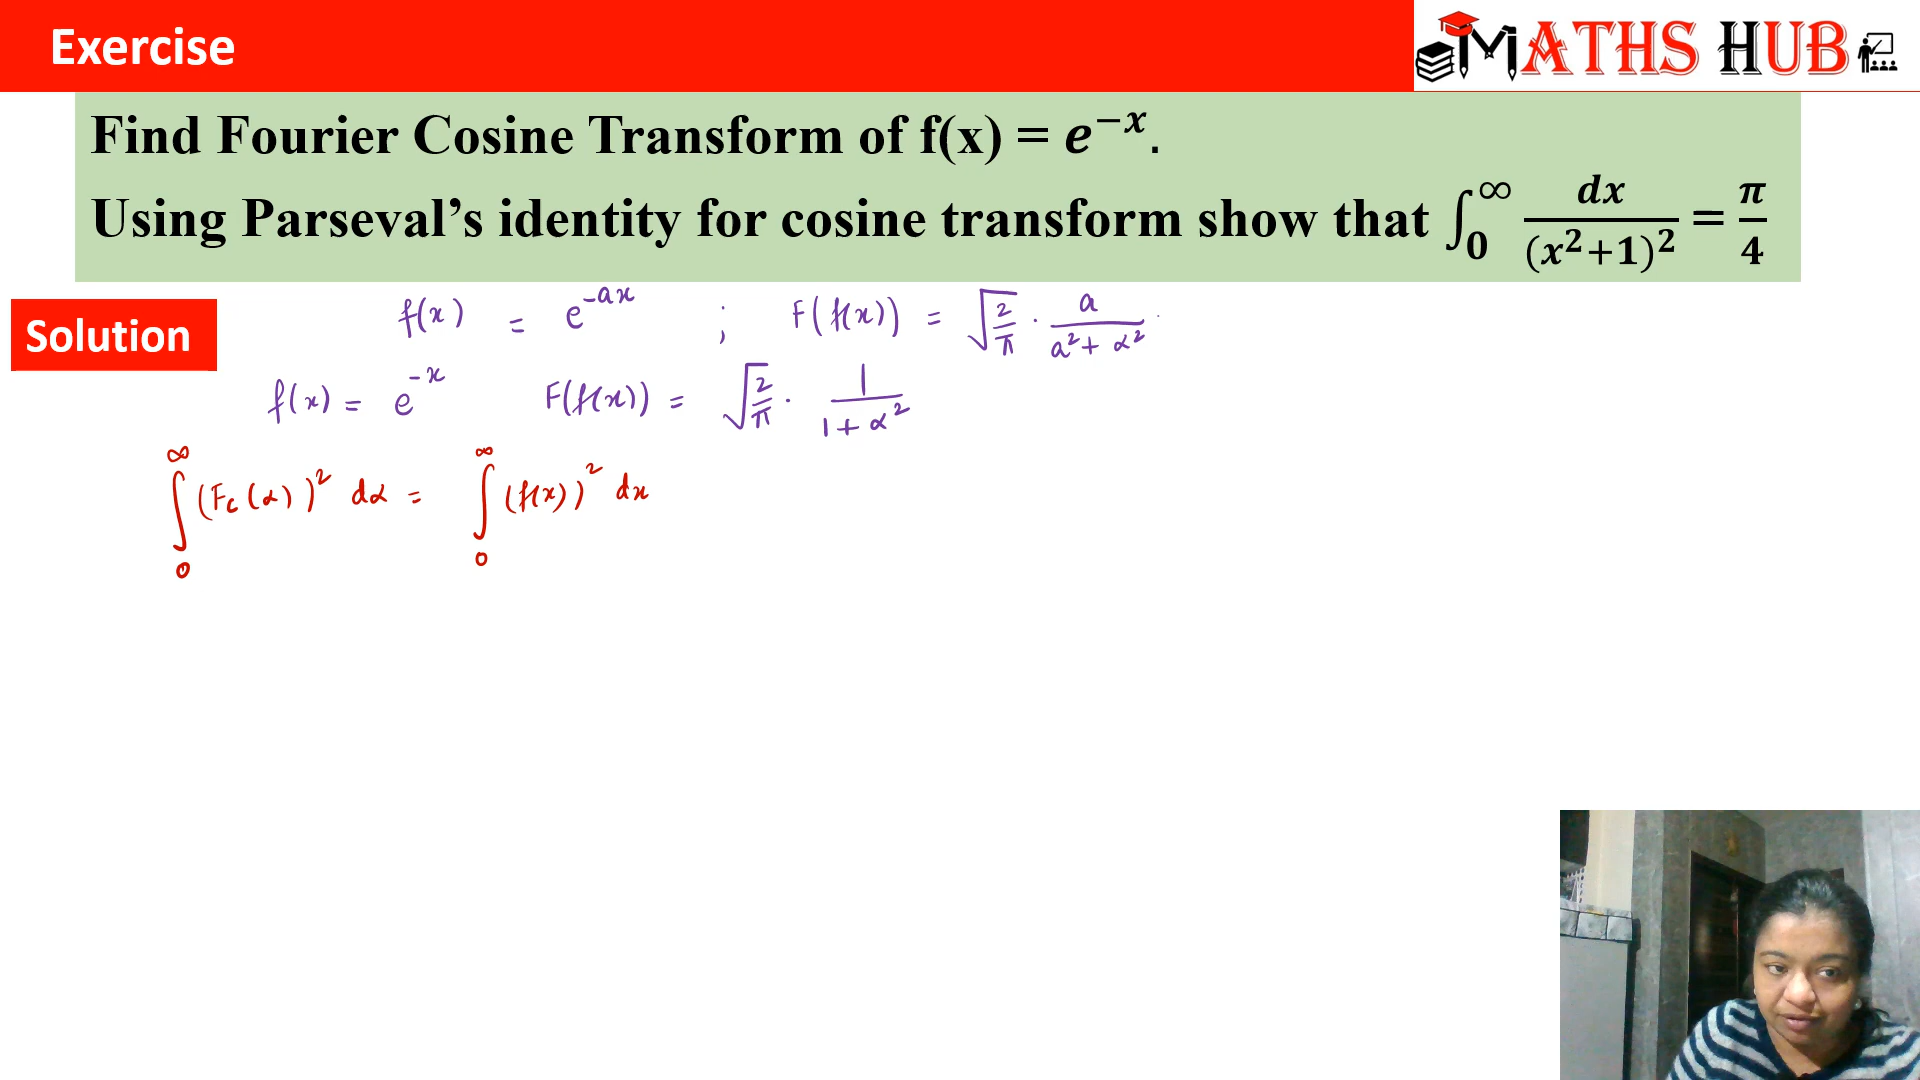 Exercise
MATHS HUB
Find Fourier Cosine Transform of f(x) = e^{-x}.
Using Parseval’s identity for cosine transform show that ∫_0^∞ dx/(x²+1)² = π/4
Solution
f(x) = e^{-ax} ; F(f(x)) = √(2/π) · a/(a²+α²) ·
f(x) = e^{-x} F(f(x)) = √(2/π) · 1/(1+α²)
∫_0^∞ (F_c(α))² dα = ∫_0^∞ (f(x))² dx